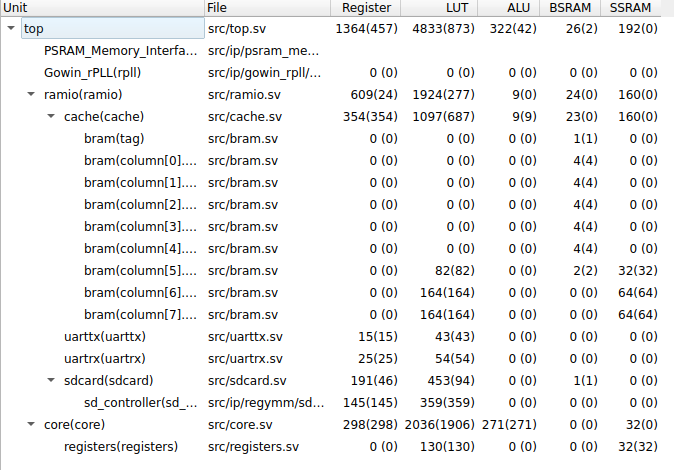 Unit File Register LUT ALU BSRAM SSRAM
top src/top.sv 1364(457) 4833(873) 322(42) 26(2) 192(0)
PSRAM_Memory_Interfa... src/ip/psram_me...
Gowin_rPLL(rpll) src/ip/gowin_rpll/... 0 (0) 0 (0) 0 (0) 0 (0) 0 (0)
ramio(ramio) src/ramio.sv 609(24) 1924(277) 9(0) 24(0) 160(0)
cache(cache) src/cache.sv 354(354) 1097(687) 9(9) 23(0) 160(0)
bram(tag) src/bram.sv 0 (0) 0 (0) 0 (0) 1(1) 0 (0)
bram(column[0].... src/bram.sv 0 (0) 0 (0) 0 (0) 4(4) 0 (0)
bram(column[1].... src/bram.sv 0 (0) 0 (0) 0 (0) 4(4) 0 (0)
bram(column[2].... src/bram.sv 0 (0) 0 (0) 0 (0) 4(4) 0 (0)
bram(column[3].... src/bram.sv 0 (0) 0 (0) 0 (0) 4(4) 0 (0)
bram(column[4].... src/bram.sv 0 (0) 0 (0) 0 (0) 4(4) 0 (0)
bram(column[5].... src/bram.sv 0 (0) 82(82) 0 (0) 2(2) 32(32)
bram(column[6].... src/bram.sv 0 (0) 164(164) 0 (0) 0 (0) 64(64)
bram(column[7].... src/bram.sv 0 (0) 164(164) 0 (0) 0 (0) 64(64)
uarttx(uarttx) src/uarttx.sv 15(15) 43(43) 0 (0) 0 (0) 0 (0)
uartrx(uartrx) src/uartrx.sv 25(25) 54(54) 0 (0) 0 (0) 0 (0)
sdcard(sdcard) src/sdcard.sv 191(46) 453(94) 0 (0) 1(1) 0 (0)
sd_controller(sd_... src/ip/regymm/sd... 145(145) 359(359) 0 (0) 0 (0) 0 (0)
core(core) src/core.sv 298(298) 2036(1906) 271(271) 0 (0) 32(0)
registers(registers) src/registers.sv 0 (0) 130(130) 0 (0) 0 (0) 32(32)